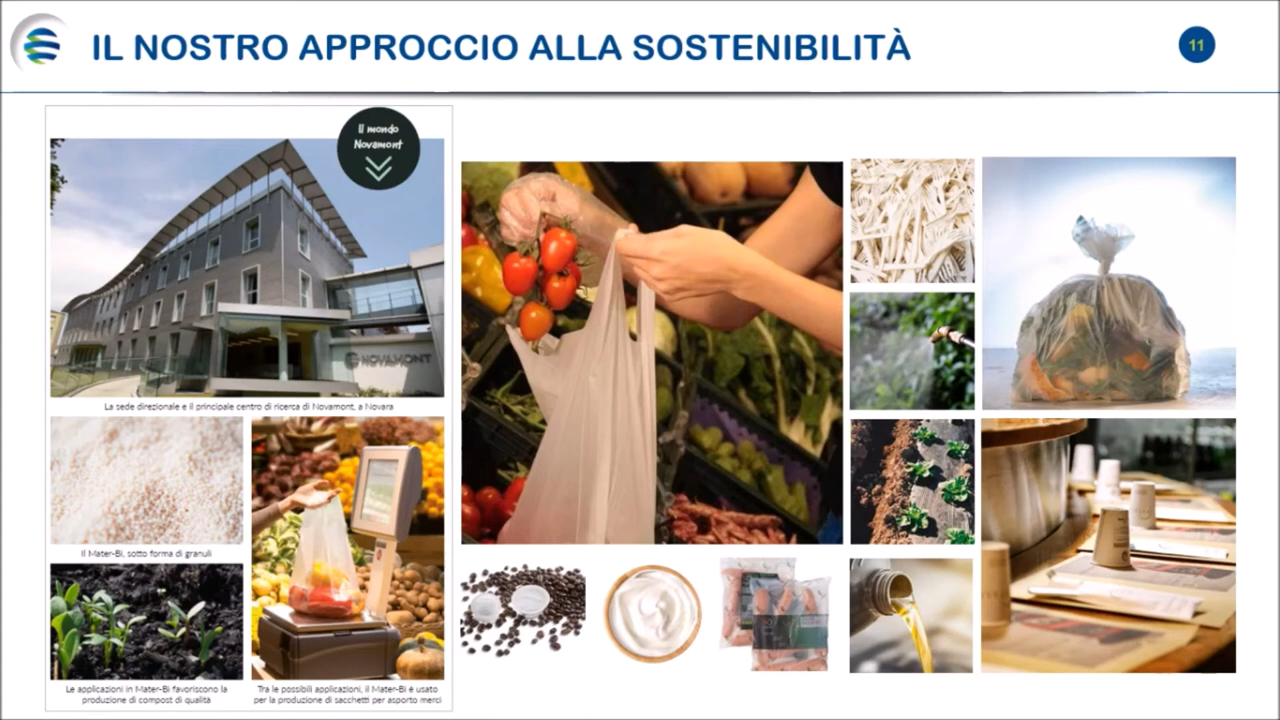 IL NOSTRO APPROCCIO ALLA SOSTENIBILITÀ
11
Il mondo
Novamont
NOVAMONT
La sede direzionale e il principale centro di ricerca di Novamont, a Novara
Il Mater-Bi, sotto forma di granuli
Le applicazioni in Mater-Bi favoriscono la
produzione di compost di qualità
Tra le possibili applicazioni, il Mater-Bi è usato
per la produzione di sacchetti per asporto merci